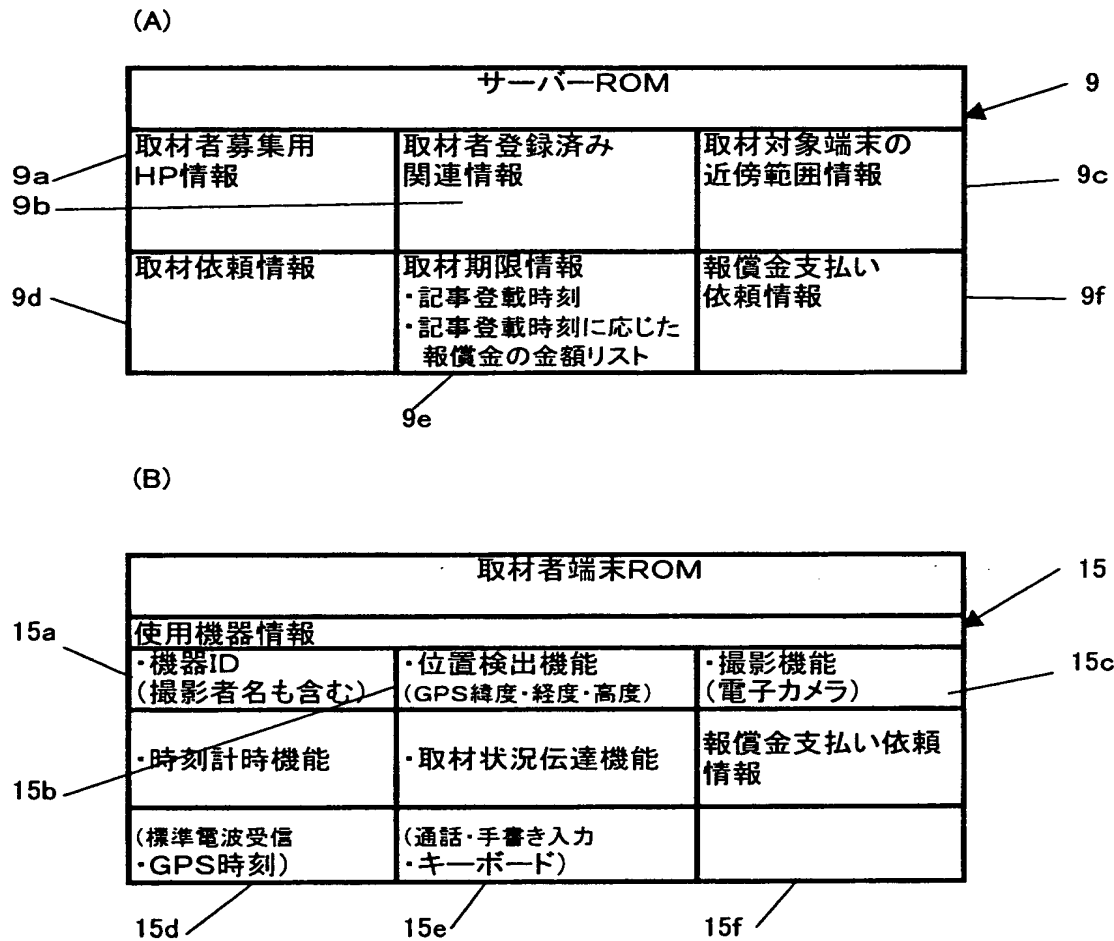 (A)
サーバーROM
9
取材者募集用
HP情報
取材者登録済み
関連情報
取材対象端末の
近傍範囲情報
9a
9b
9c
取材依頼情報
取材期限情報
・記事登載時刻
・記事登載時刻に応じた
報償金の金額リスト
報償金支払い
依頼情報
9d
9f
9e
(B)
取材者端末ROM
15
使用機器情報
15a
・機器ID
(撮影者名も含む)
・位置検出機能
(GPS緯度・経度・高度)
・撮影機能
(電子カメラ)
15c
・時刻計時機能
・取材状況伝達機能
報償金支払い依頼
情報
15b
(標準電波受信
・GPS時刻)
(通話・手書き入力
・キーボード)
15d
15e
15f